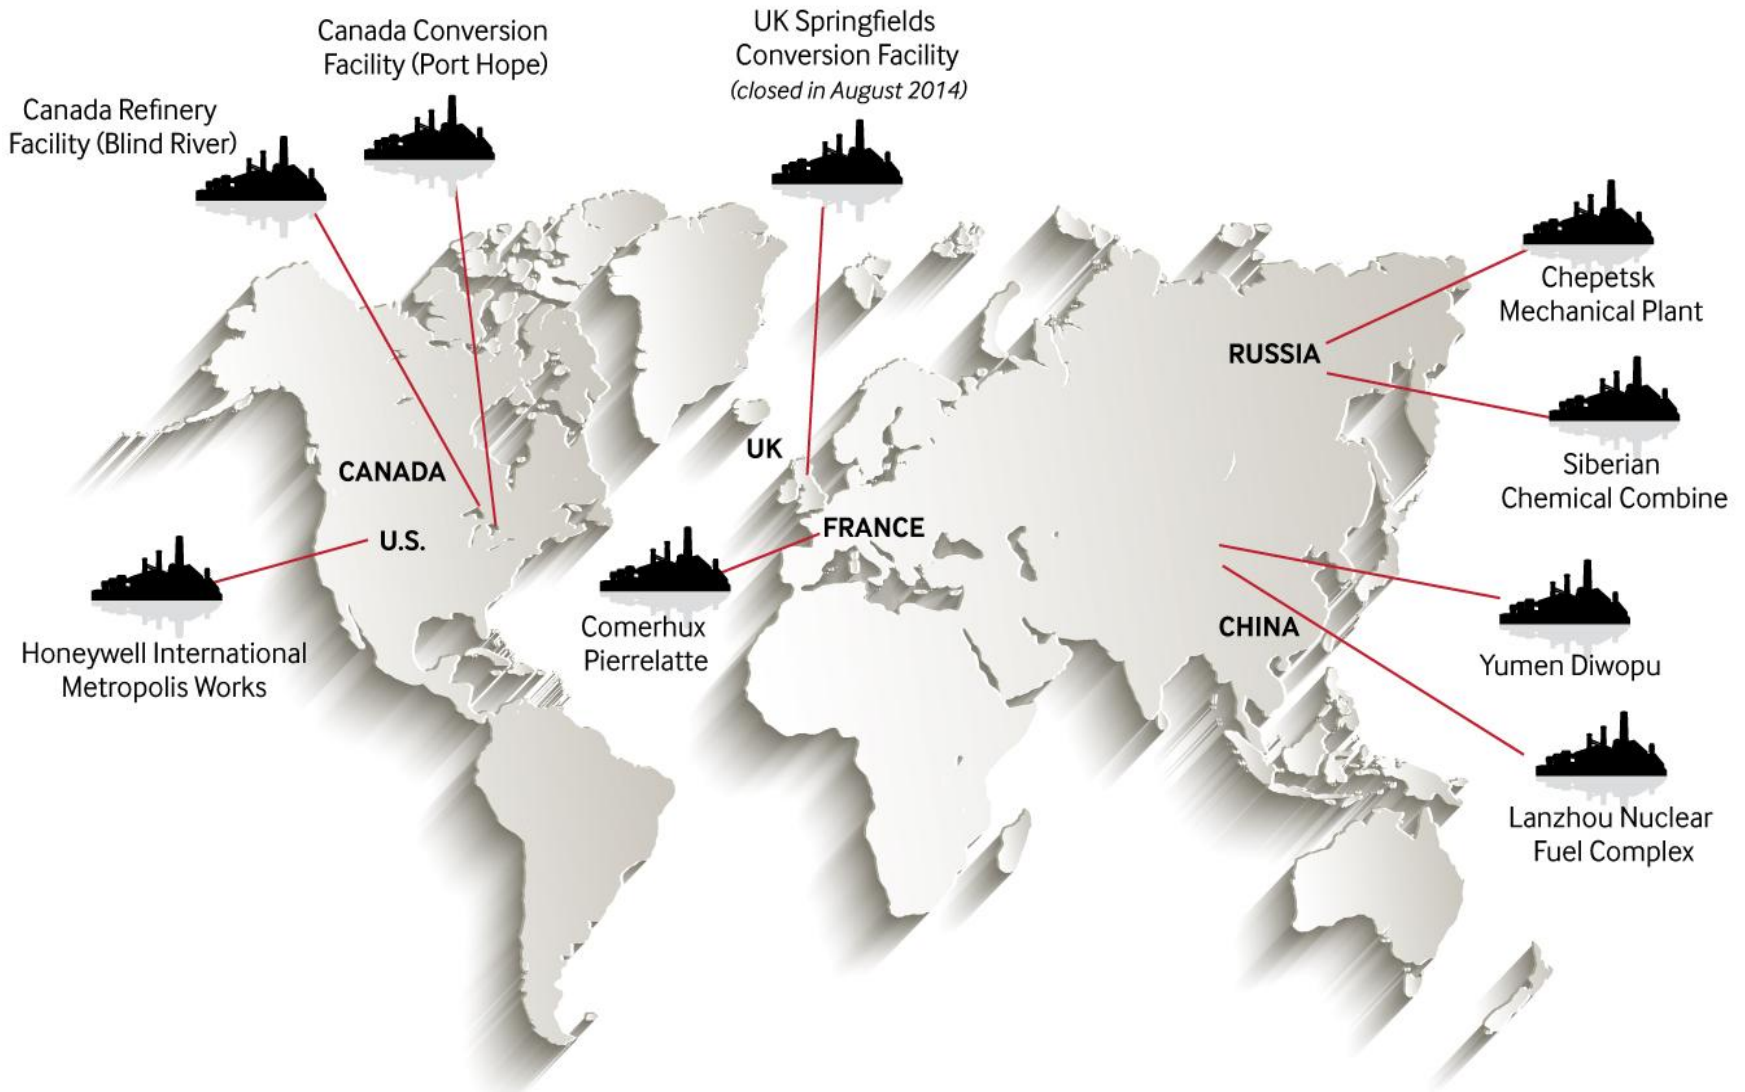 Canada Conversion
Facility (Port Hope)
UK Springfields
Conversion Facility
(closed in August 2014)
Canada Refinery
Facility (Blind River)
Chepetsk
Mechanical Plant
RUSSIA
UK
CANADA
Siberian
Chemical Combine
U.S.
FRANCE
Honeywell International
Metropolis Works
Comerhux
Pierrelatte
CHINA
Yumen Diwopu
Lanzhou Nuclear
Fuel Complex